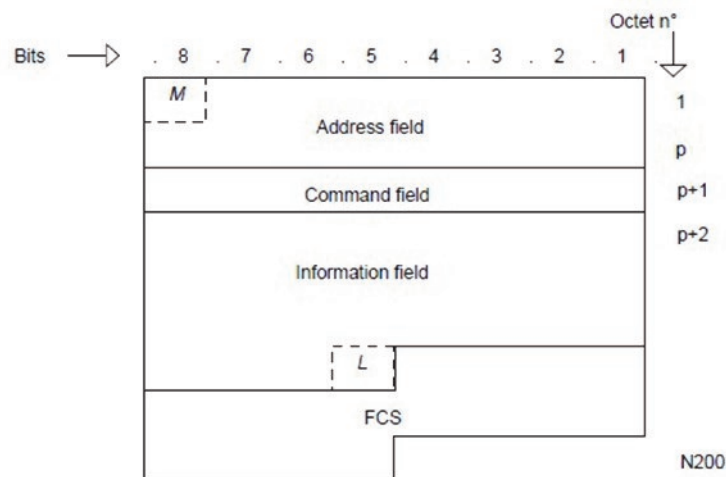 Octet n°
Bits . 8 . 7 . 6 . 5 . 4 . 3 . 2 . 1 .
M
1
Address field
p
Command field
p+1
p+2
Information field
L
FCS
N200